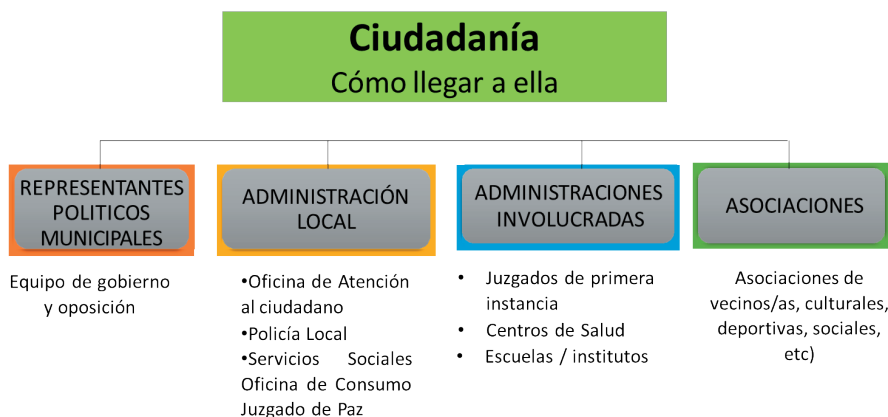 Ciudadanía
Cómo llegar a ella
REPRESENTANTES
POLITICOS
MUNICIPALES
Equipo de gobierno
y oposición
ADMINISTRACIÓN
LOCAL
•Oficina de Atención
al ciudadano
•Policía Local
•Servicios Sociales
Oficina de Consumo
Juzgado de Paz
ADMINISTRACIONES
INVOLUCRADAS
• Juzgados de primera
instancia
• Centros de Salud
• Escuelas / institutos
ASOCIACIONES
Asociaciones de
vecinos/as, culturales,
deportivas, sociales,
etc)